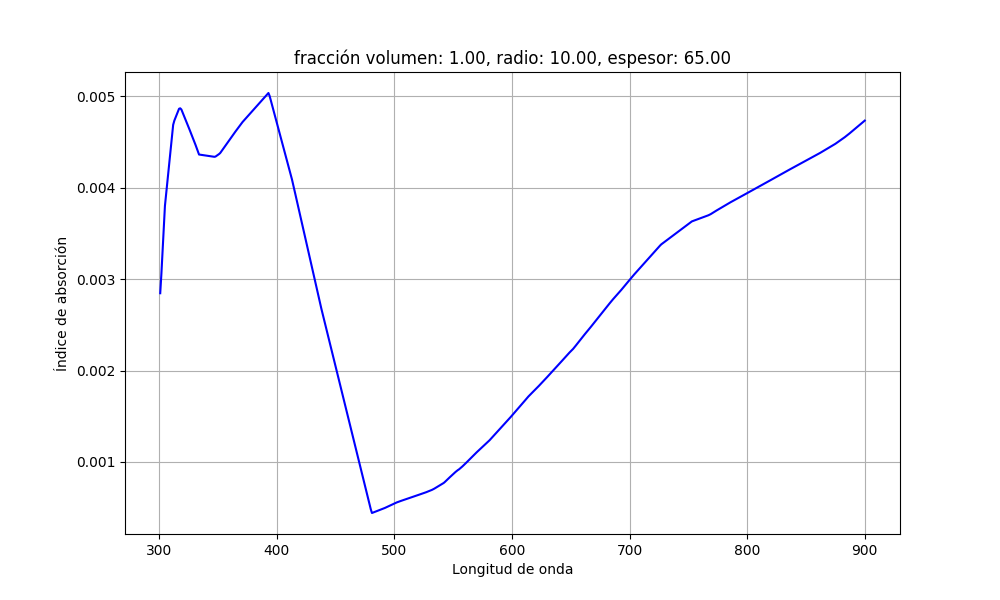 fracción volumen: 1.00, radio: 10.00, espesor: 65.00
Índice de absorción
0.005
0.004
0.003
0.002
0.001
300 400 500 600 700 800 900
Longitud de onda